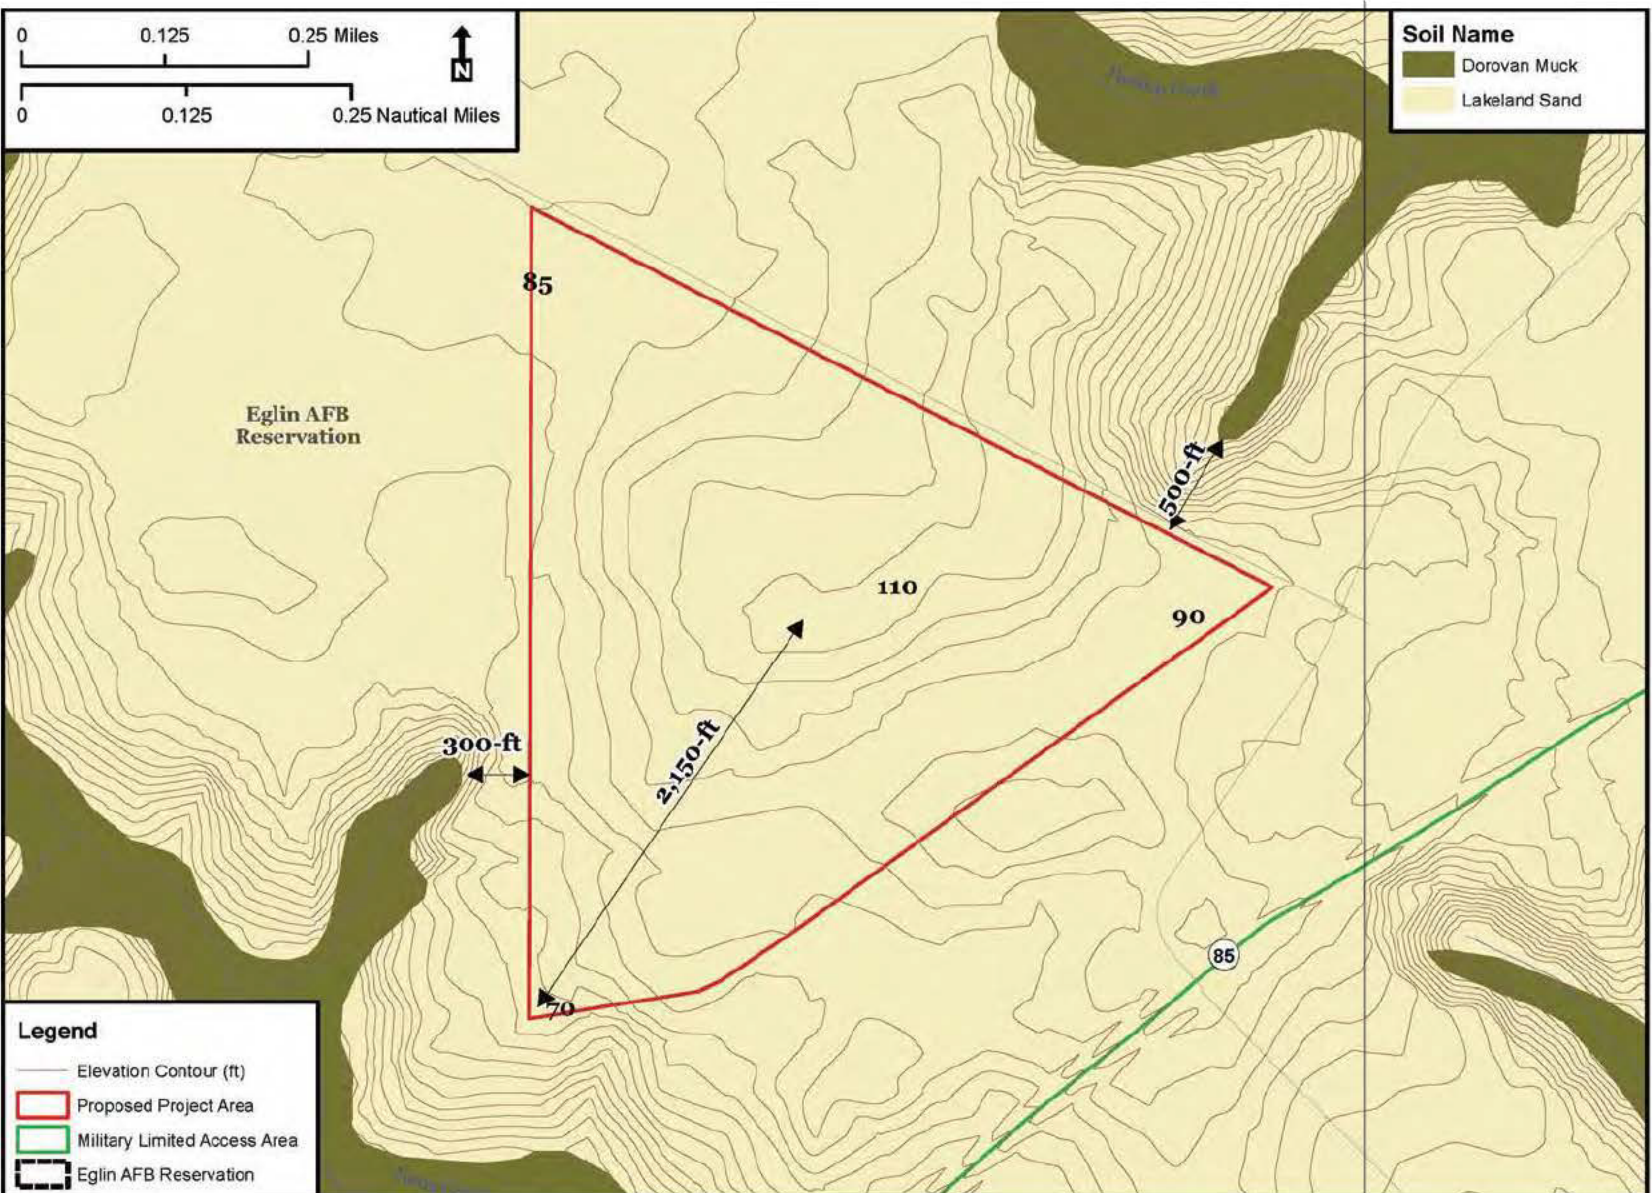 0 0.125 0.25 Miles
N
0 0.125 0.25 Nautical Miles
Soil Name
Dorovan Muck
Lakeland Sand
85
Eglin AFB
Reservation
500-ft
110
90
300-ft
2,150-ft
85
70
Legend
Elevation Contour (ft)
Proposed Project Area
Military Limited Access Area
Eglin AFB Reservation